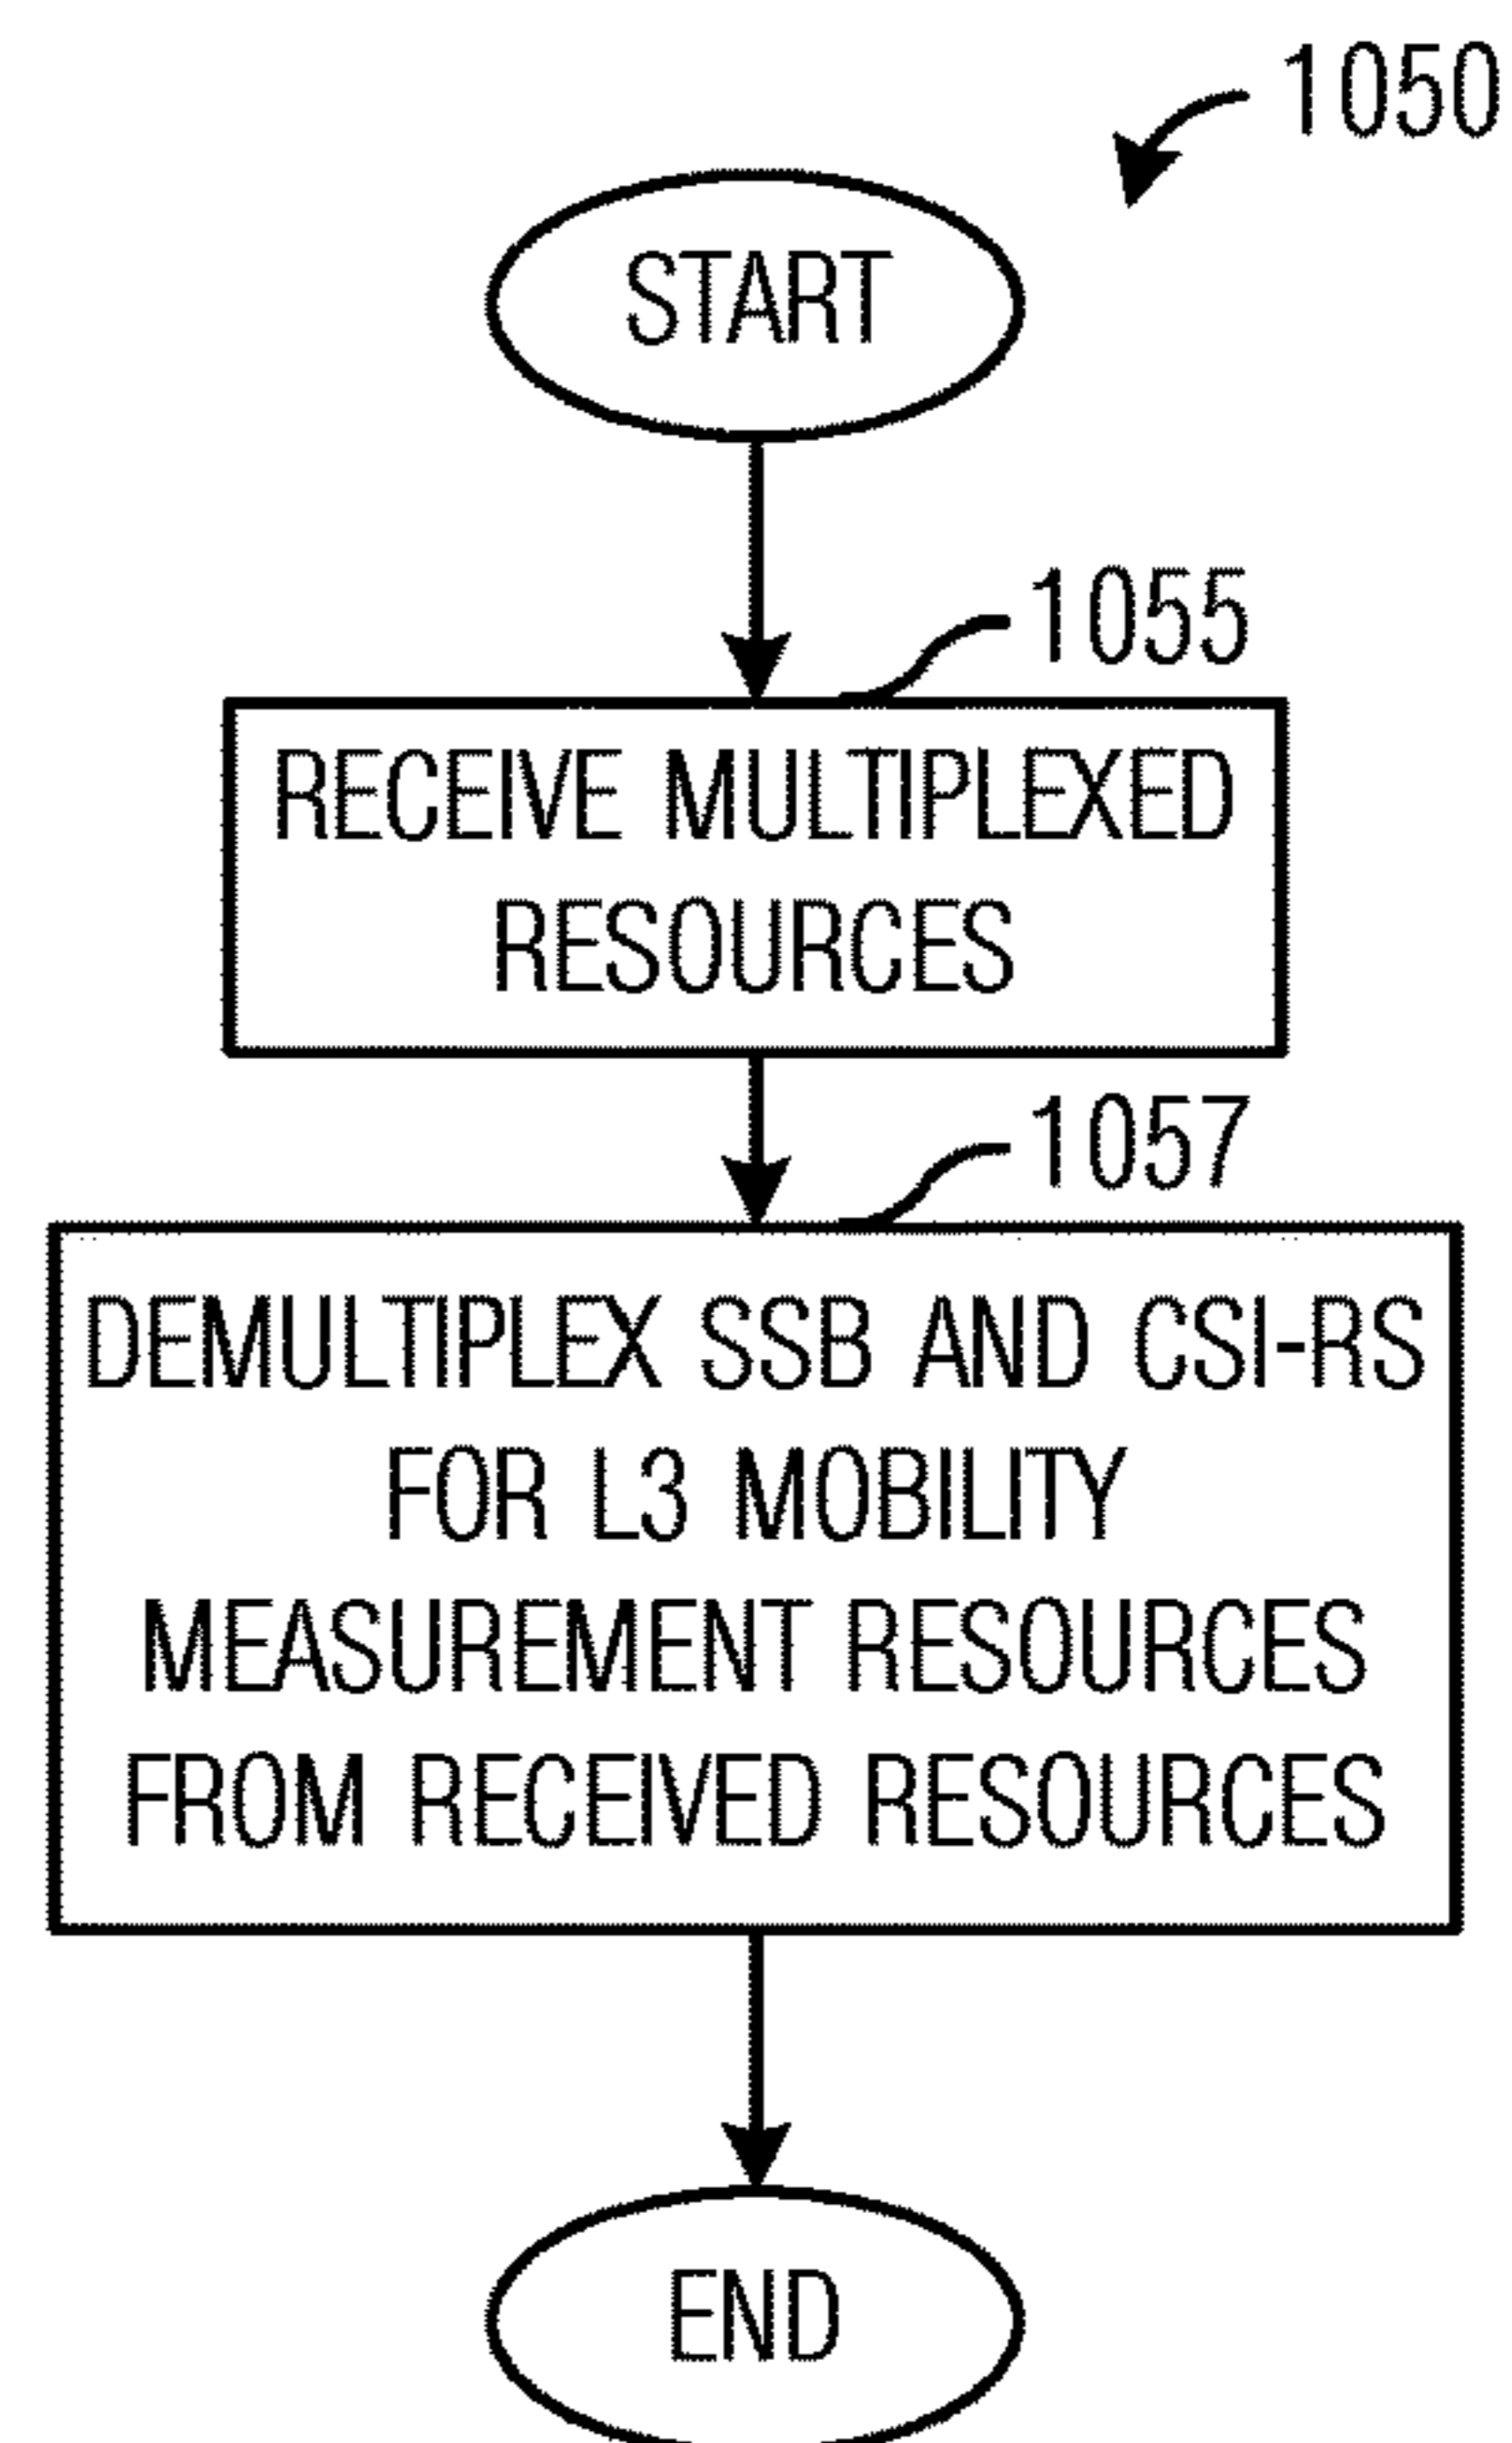 1050
START
1055
RECEIVE MULTIPLEXED
RESOURCES
1057
DEMULTIPLEX SSB AND CSI-RS
FOR L3 MOBILITY
MEASUREMENT RESOURCES
FROM RECEIVED RESOURCES
END